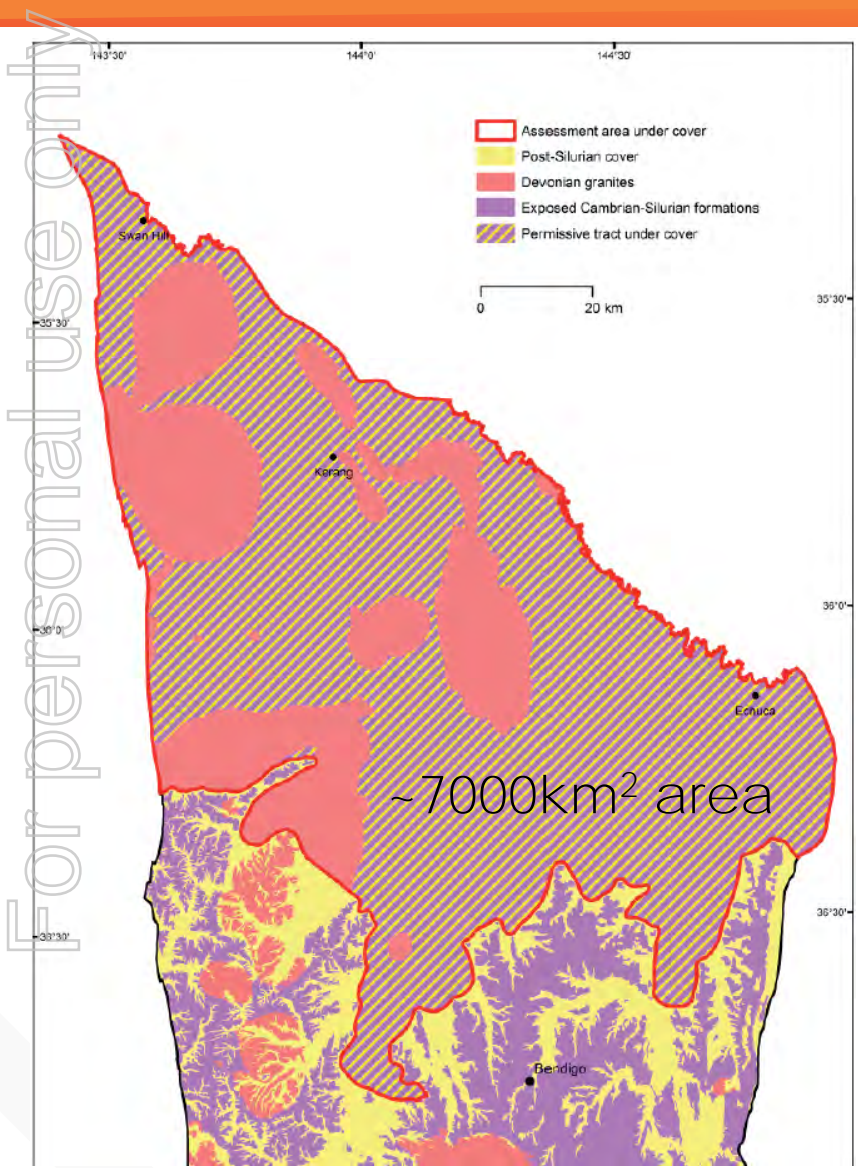 For personal use only
143°30'
144°0'
144°30'
Assessment area under cover
Post-Silurian cover
Devonian granites
Exposed Cambrian-Silurian formations
Permissive tract under cover
0 20 km
Swan Hill
35°30'
35°30'
Kerang
36°0'
36°0'
Echuca
~7000km² area
36°30'
36°30'
Bendigo